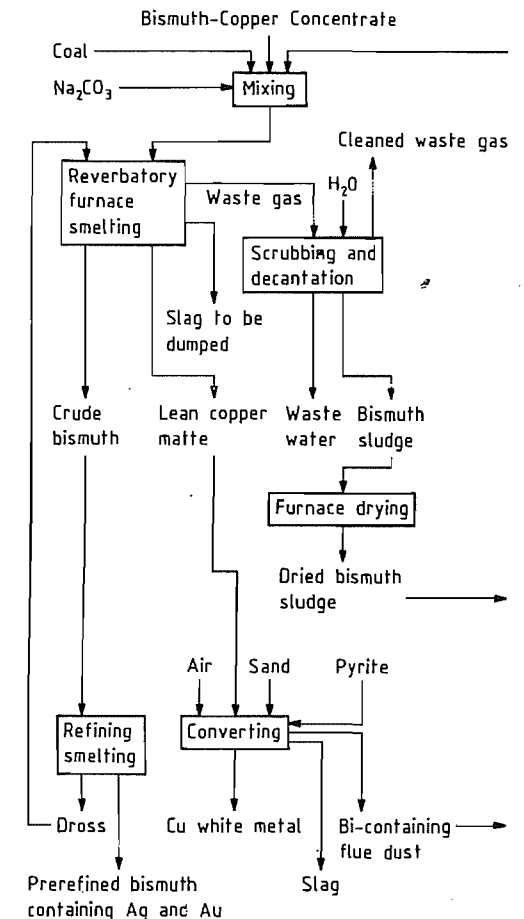 Bismuth-Copper Concentrate
Coal
Na₂CO₃
Mixing
Cleaned waste gas
Reverbatory
furnace
smelting
Waste gas
H₂O
Scrubbing and
decantation
Slag to be
dumped
Crude
bismuth
Lean copper
matte
Waste
water
Bismuth
sludge
Furnace drying
Dried bismuth
sludge
Air
Sand
Pyrite
Refining
smelting
Converting
Dross
Cu white metal
Bi-containing
flue dust
Prerefined bismuth
containing Ag and Au
Slag